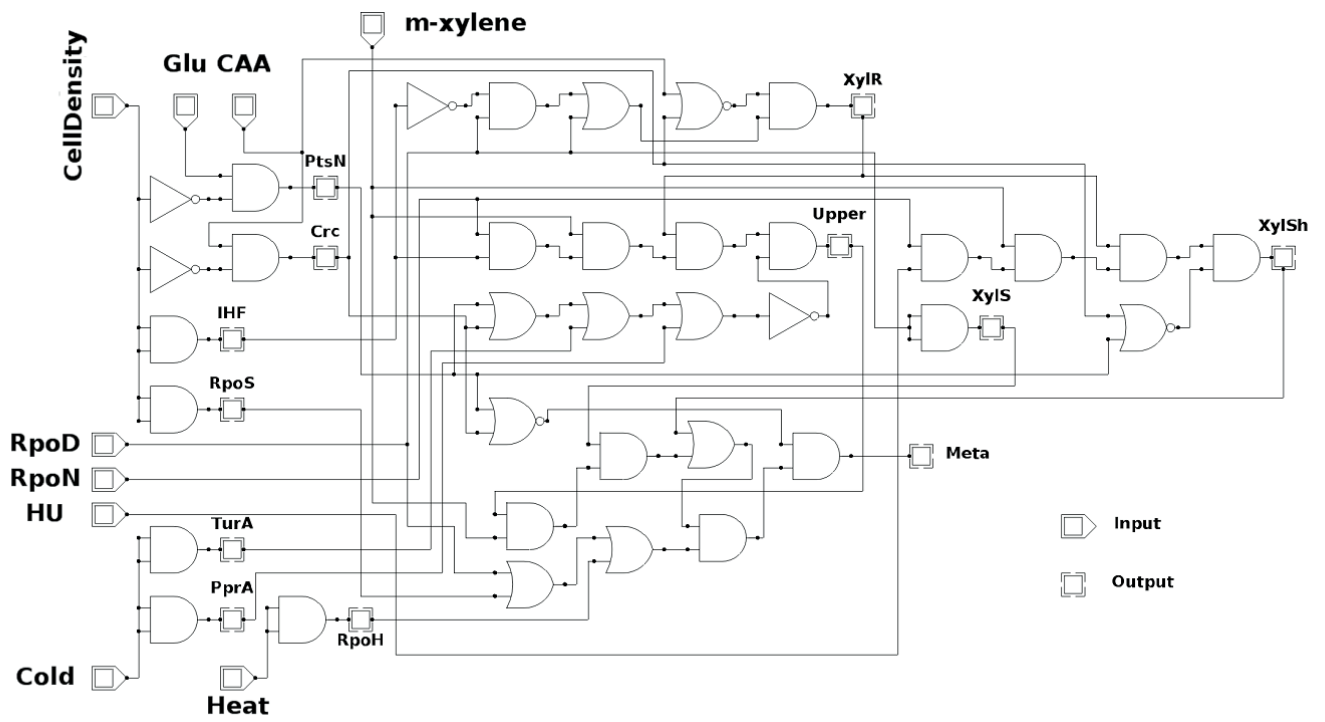 m-xylene
CellDensity
Glu CAA
XylR
PtsN
Crc
Upper
XylSh
IHF
XylS
RpoS
RpoD
RpoN
HU
Meta
TurA
Input
PprA
Output
RpoH
Cold
Heat